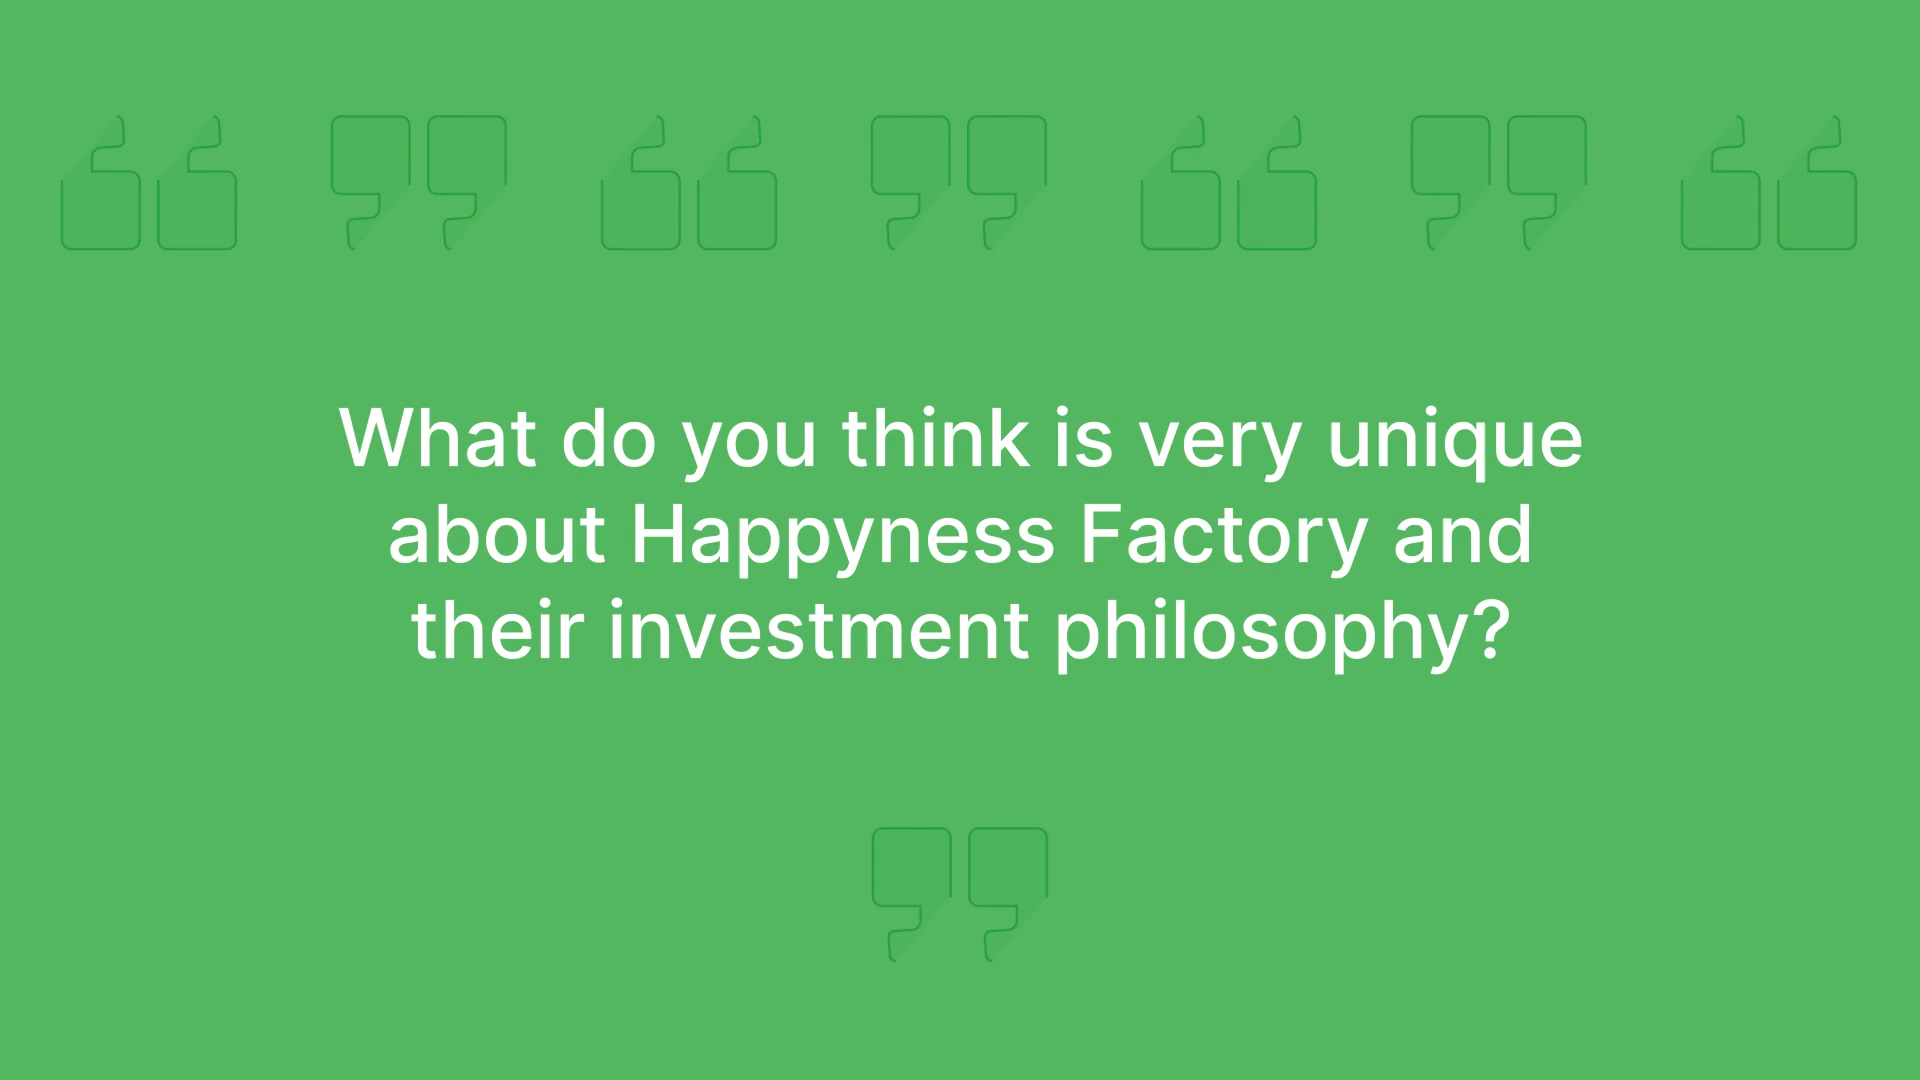 What do you think is very unique
about Happyness Factory and
their investment philosophy?